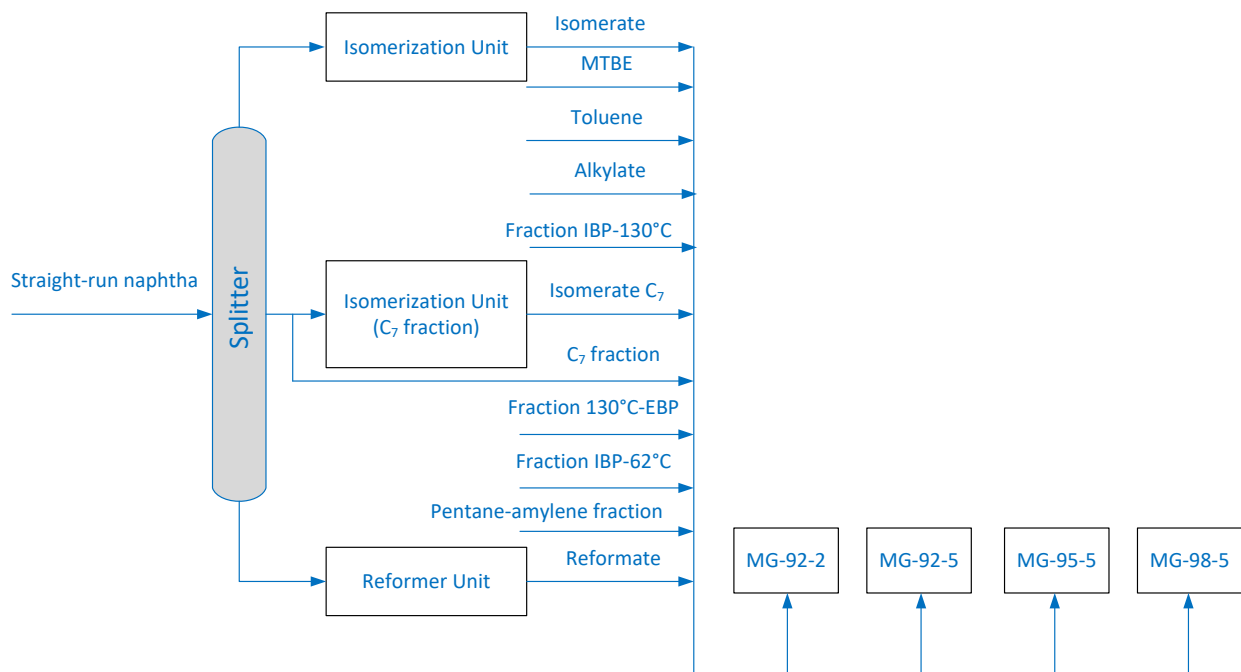 Isomerate
Isomerization Unit
MTBE
Toluene
Alkylate
Fraction IBP-130°C
Straight-run naphtha
Splitter
Isomerization Unit
(C₇ fraction)
Isomerate C₇
C₇ fraction
Fraction 130°C-EBP
Fraction IBP-62°C
Pentane-amylene fraction
Reformer Unit
Reformate
MG-92-2
MG-92-5
MG-95-5
MG-98-5